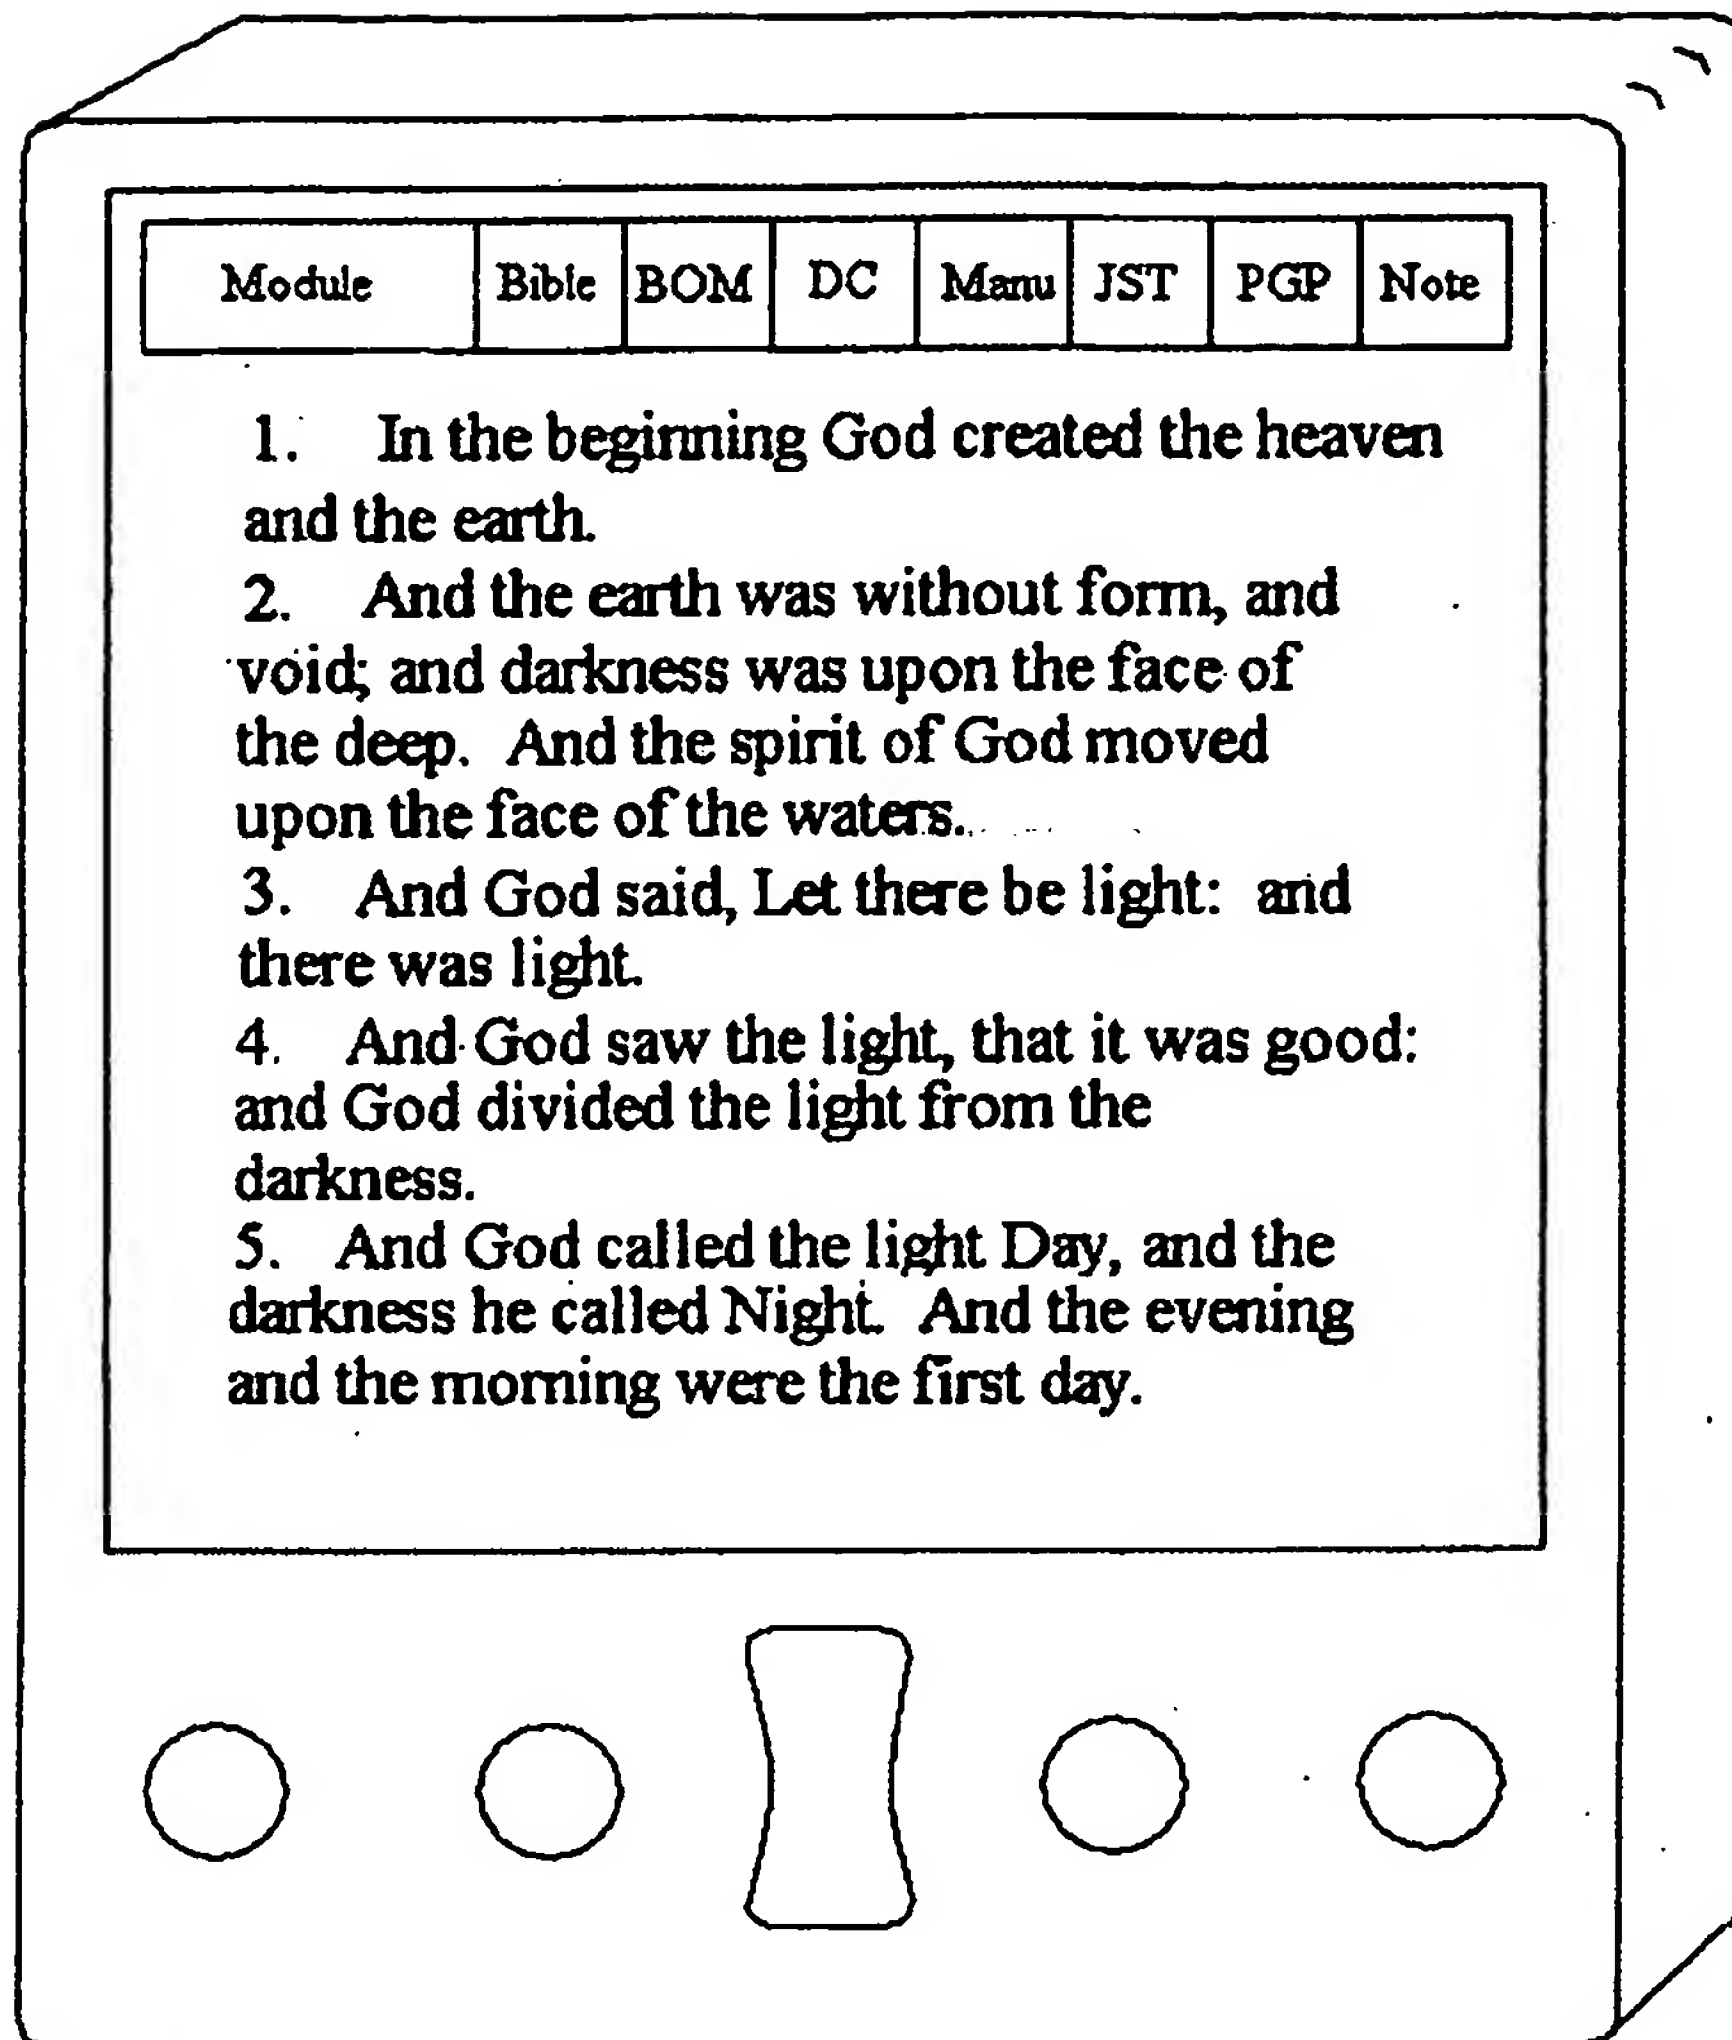 Module Bible BOM DC Manu JST PGP Note
1. In the beginning God created the heaven
and the earth.
2. And the earth was without form, and
void; and darkness was upon the face of
the deep. And the spirit of God moved
upon the face of the waters.
3. And God said, Let there be light: and
there was light.
4. And God saw the light, that it was good:
and God divided the light from the
darkness.
5. And God called the light Day, and the
darkness he called Night. And the evening
and the morning were the first day.